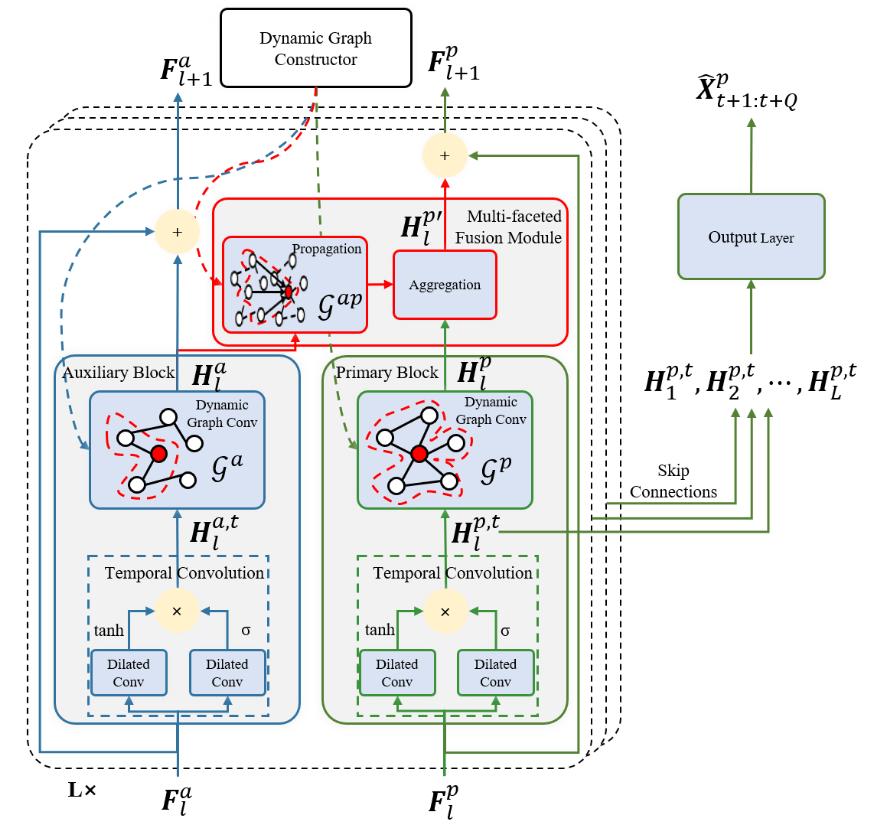 Dynamic Graph
Constructor
F^a_{l+1}
F^p_{l+1}
X̂^p_{t+1:t+Q}
+
+
H^{p′}_l
Multi-faceted
Fusion Module
Propagation
𝒢^{ap}
Aggregation
Output Layer
Auxiliary Block
H^a_l
Primary Block
H^p_l
H^{p,t}_1, H^{p,t}_2, ⋯, H^{p,t}_L
Dynamic
Graph Conv
𝒢^a
Dynamic
Graph Conv
𝒢^p
Skip
Connections
H^{a,t}_l
H^{p,t}_l
Temporal Convolution
×
tanh
σ
Dilated
Conv
Dilated
Conv
Temporal Convolution
×
tanh
σ
Dilated
Conv
Dilated
Conv
L×
F^a_l
F^p_l